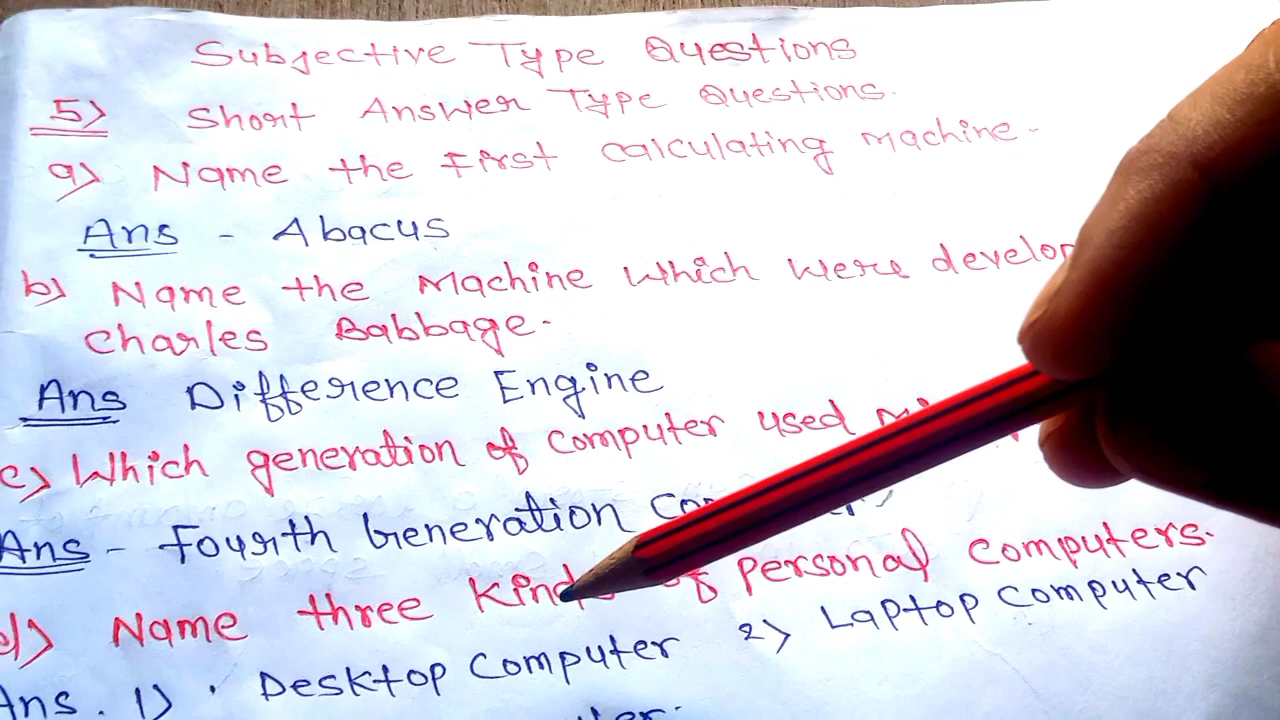 Subjective Type Questions
5) Short Answer Type Questions.
a) Name the First calculating machine.
Ans - Abacus
b) Name the Machine which were develop
Charles Babbage.
Ans Difference Engine
c) Which generation of computer used
Ans - Fourth Generation
d) Name three Kinds of personal computers.
Ans. 1) Desktop Computer 2) Laptop computer